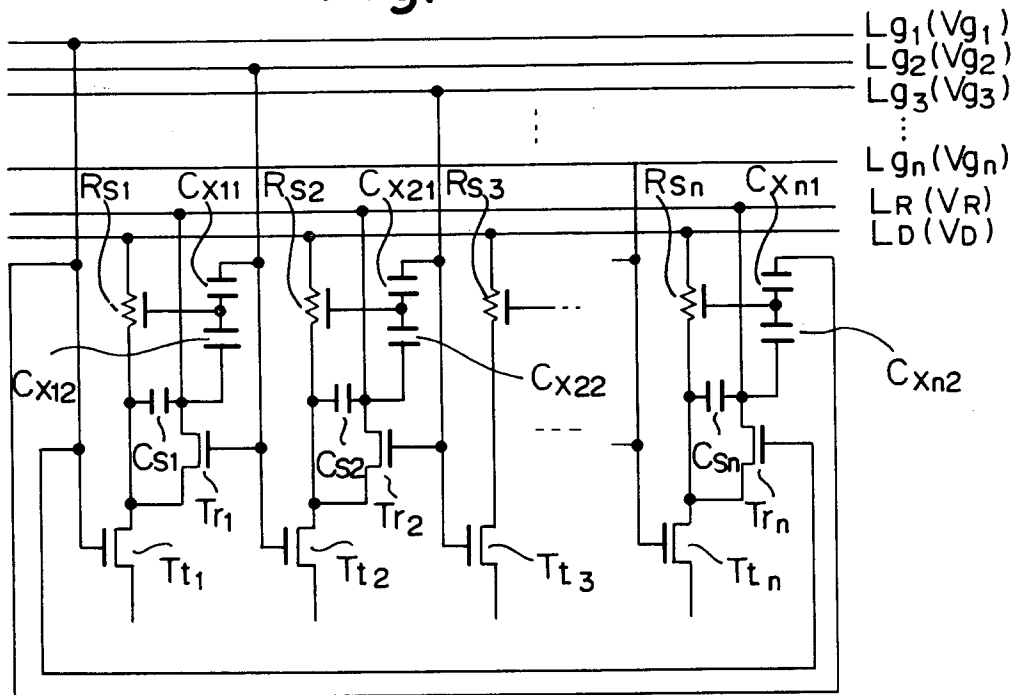 Lg1(Vg1)
Lg2(Vg2)
Lg3(Vg3)
Lgn(Vgn)
LR(VR)
LD(VD)
RS1 CX11 RS2 CX21 RS3 RSn CXn1
CX12 CX22 CXn2
CS1 CS2 CSn
Tr1 Tr2 Trn
Tt1 Tt2 Tt3 Ttn